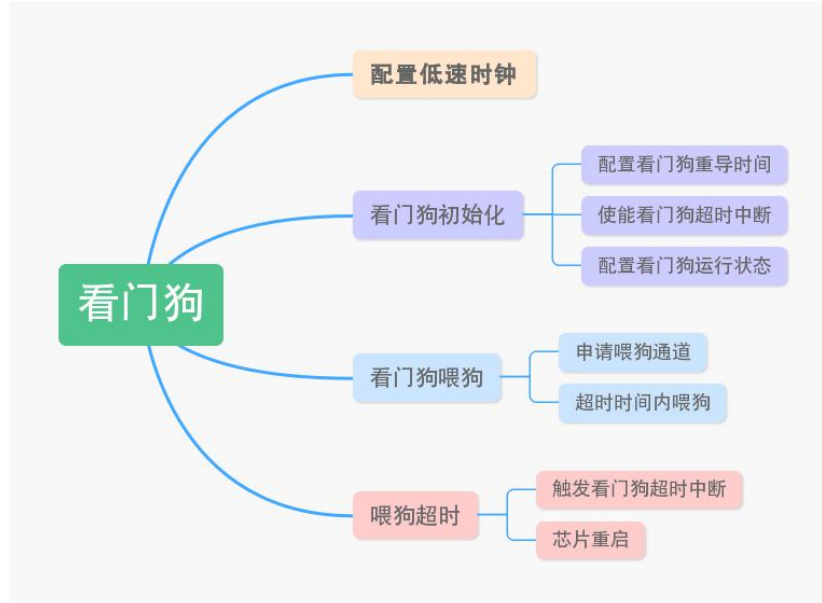 看门狗
配置低速时钟
看门狗初始化
配置看门狗重导时间
使能看门狗超时中断
配置看门狗运行状态
看门狗喂狗
申请喂狗通道
超时时间内喂狗
喂狗超时
触发看门狗超时中断
芯片重启